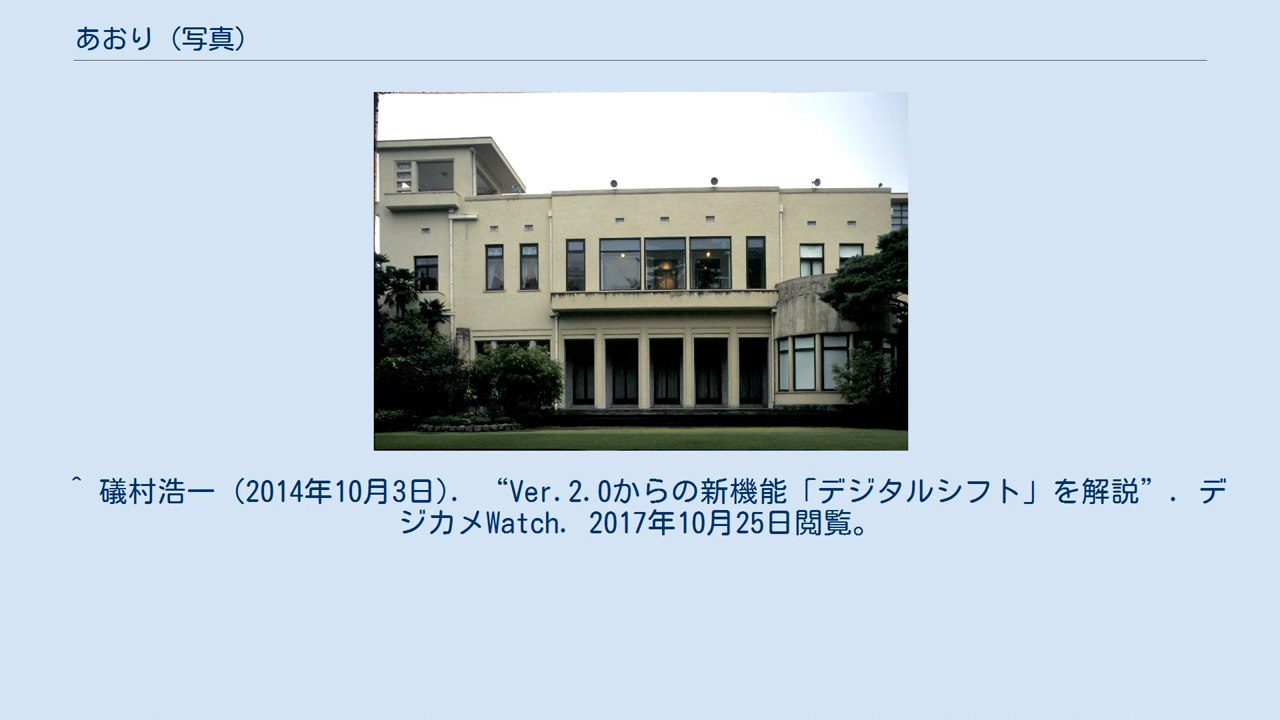 あおり（写真）
^ 礒村浩一（2014年10月3日）. “Ver.2.0からの新機能「デジタルシフト」を解説”. デ
ジカメWatch. 2017年10月25日閲覧。